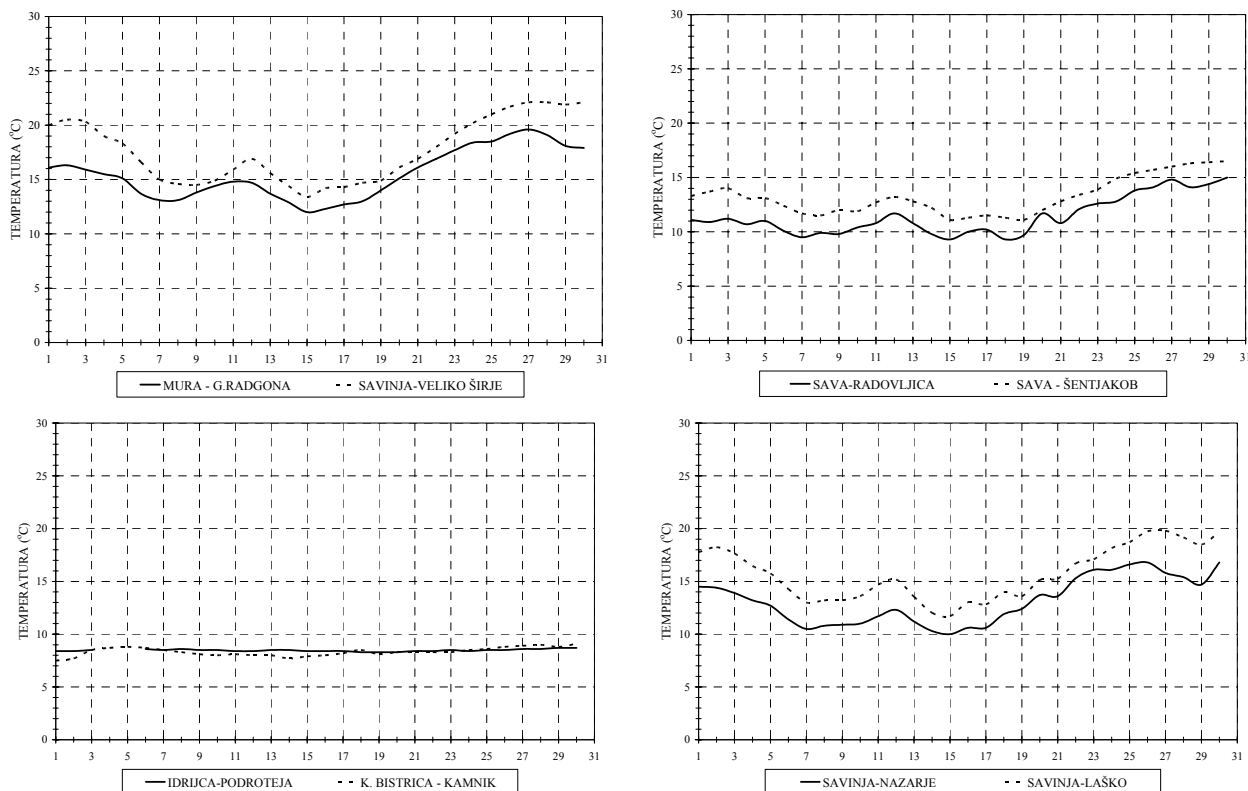 TEMPERATURA (°C)
30
25
20
15
10
5
0
1 3 5 7 9 11 13 15 17 19 21 23 25 27 29 31
MURA - G.RADGONA SAVINJA-VELIKO ŠIRJE
TEMPERATURA (°C)
30
25
20
15
10
5
0
1 3 5 7 9 11 13 15 17 19 21 23 25 27 29 31
SAVA-RADOVLJICA SAVA - ŠENTJAKOB
TEMPERATURA (°C)
30
25
20
15
10
5
0
1 3 5 7 9 11 13 15 17 19 21 23 25 27 29 31
IDRIJCA-PODROTEJA K. BISTRICA - KAMNIK
TEMPERATURA (°C)
30
25
20
15
10
5
0
1 3 5 7 9 11 13 15 17 19 21 23 25 27 29 31
SAVINJA-NAZARJE SAVINJA-LAŠKO